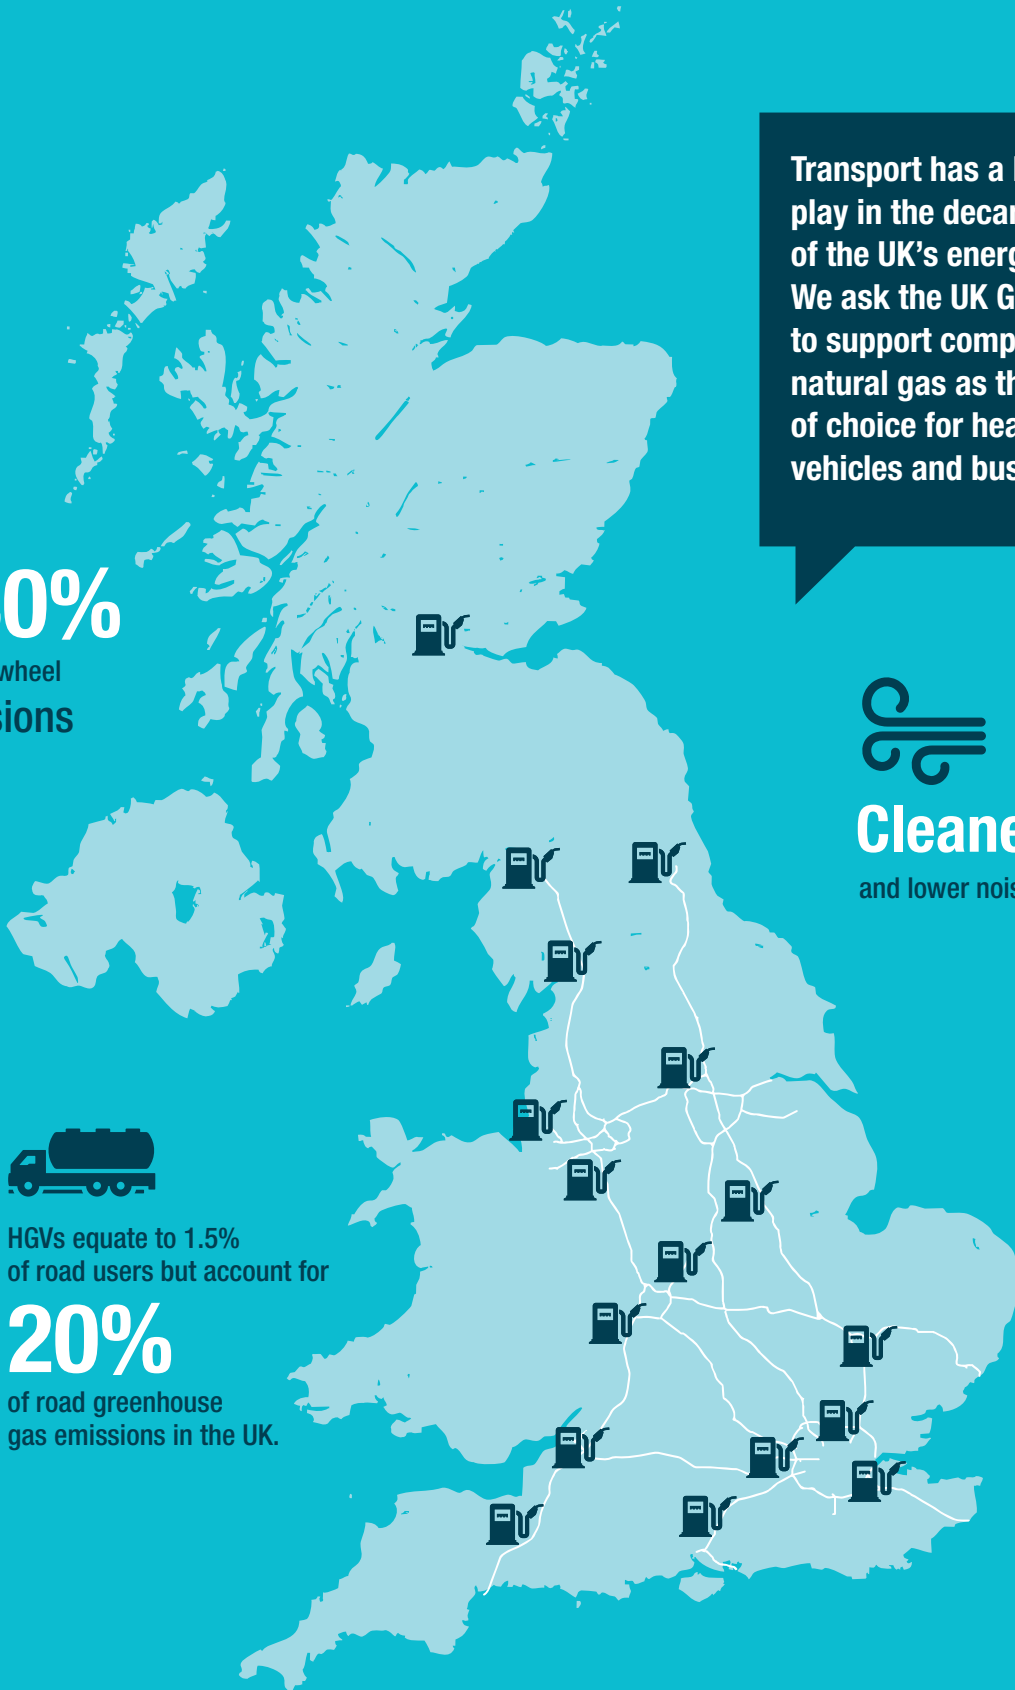 Transport has a
play in the decar
of the UK's energ
We ask the UK G
to support comp
natural gas as th
of choice for hea
vehicles and bus
0%
wheel
sions
Cleane
and lower nois
HGVs equate to 1.5%
of road users but account for
20%
of road greenhouse
gas emissions in the UK.